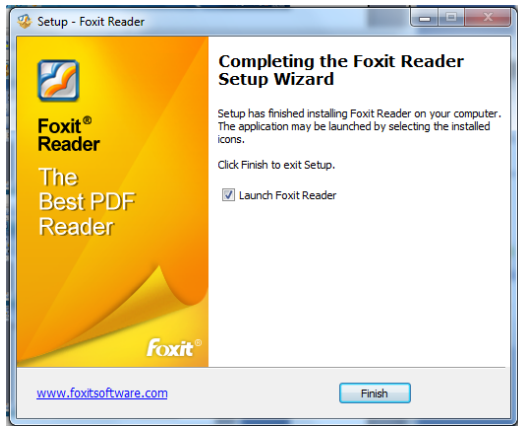 Setup - Foxit Reader
Completing the Foxit Reader
Setup Wizard
Setup has finished installing Foxit Reader on your computer.
The application may be launched by selecting the installed
icons.
Click Finish to exit Setup.
Launch Foxit Reader
Foxit®
Reader
The
Best PDF
Reader
foxit®
www.foxitsoftware.com
Finish